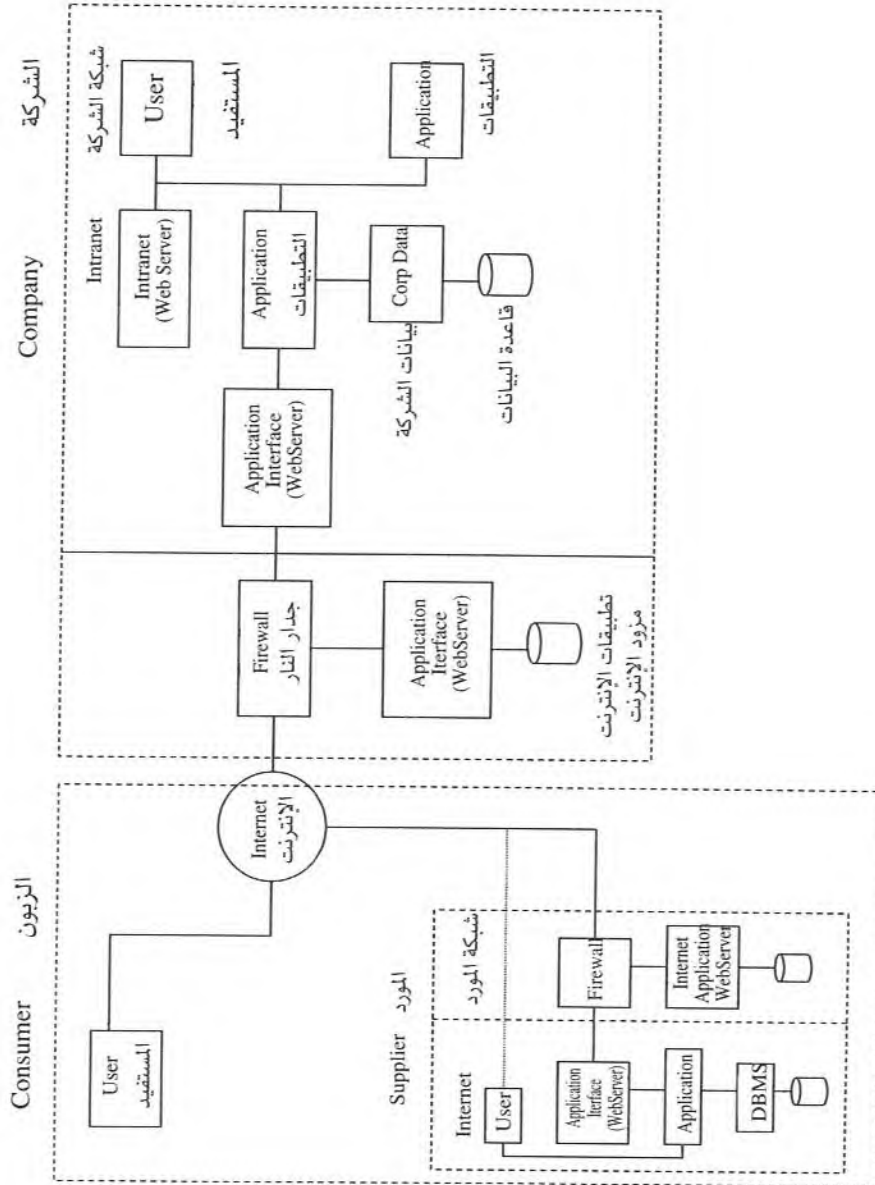 Consumer
الزبون
Company
الشركة
User
المستفيد
Internet
الإنترنت
Supplier
المورد
شبكة المورد
Internet
User
Application
Iterface
(WebServer)
Application
DBMS
Firewall
Internet
Application
WebServer
Firewall
جدار النار
Application
Iterface
(WebServer)
تطبيقات الإنترنت
مزود الإنترنت
Intranet
شبكة الشركة
Intranet
(Web Server)
User
المستفيد
Application
Interface
(WebServer)
Application
التطبيقات
Application
التطبيقات
Corp Data
بيانات الشركة
قاعدة البيانات